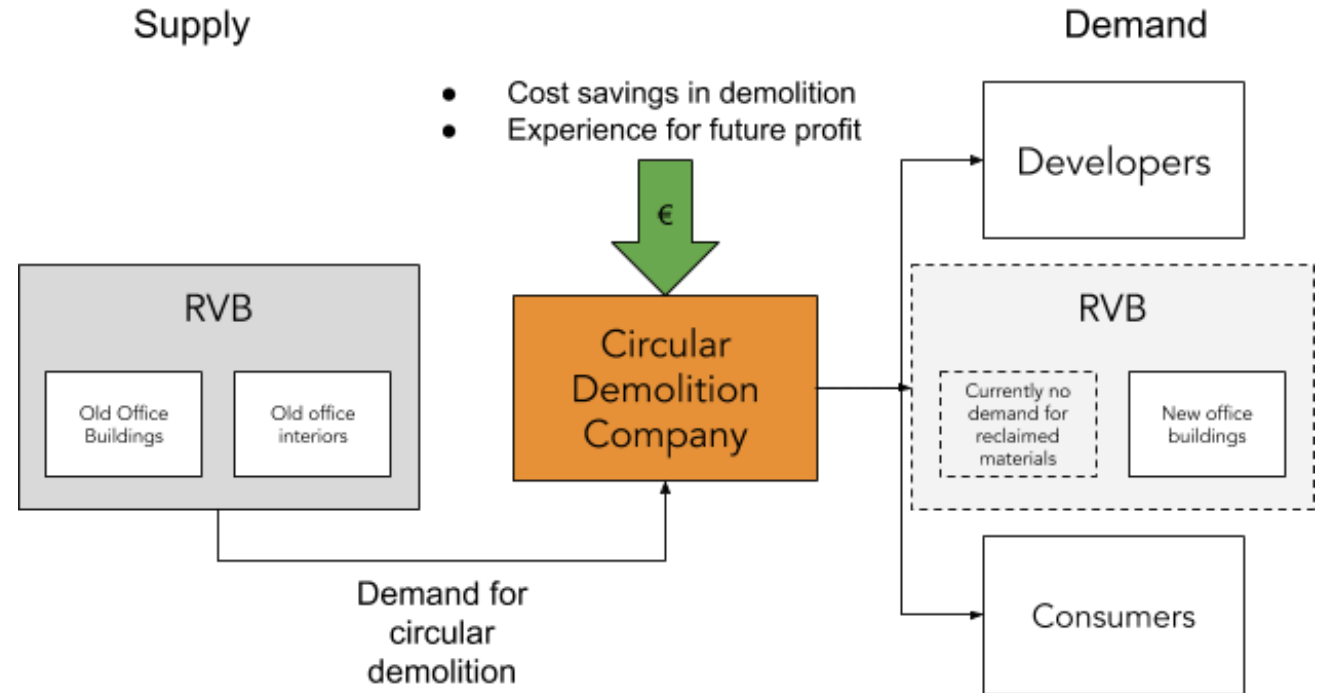 Supply
Demand
● Cost savings in demolition
● Experience for future profit
€
Developers
RVB
Old Office
Buildings
Old office
interiors
Circular
Demolition
Company
RVB
Currently no
demand for
reclaimed
materials
New office
buildings
Demand for
circular
demolition
Consumers